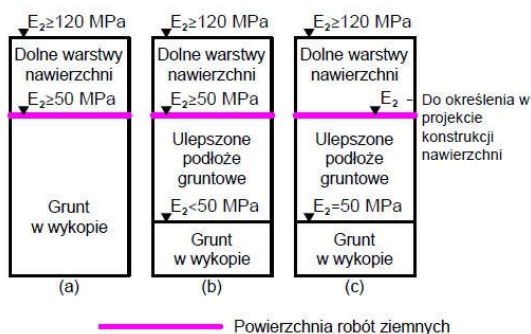 E₂≥120 MPa
Dolne warstwy
nawierzchni
E₂≥50 MPa
Grunt
w wykopie
(a)
E₂≥120 MPa
Dolne warstwy
nawierzchni
E₂≥50 MPa
Ulepszone
podłoże
gruntowe
E₂<50 MPa
Grunt
w wykopie
(b)
E₂≥120 MPa
Dolne warstwy
nawierzchni
E₂ -
Do określenia w
projekcie
konstrukcji
nawierzchni
Ulepszone
podłoże
gruntowe
E₂=50 MPa
Grunt
w wykopie
(c)
Powierzchnia robót ziemnych